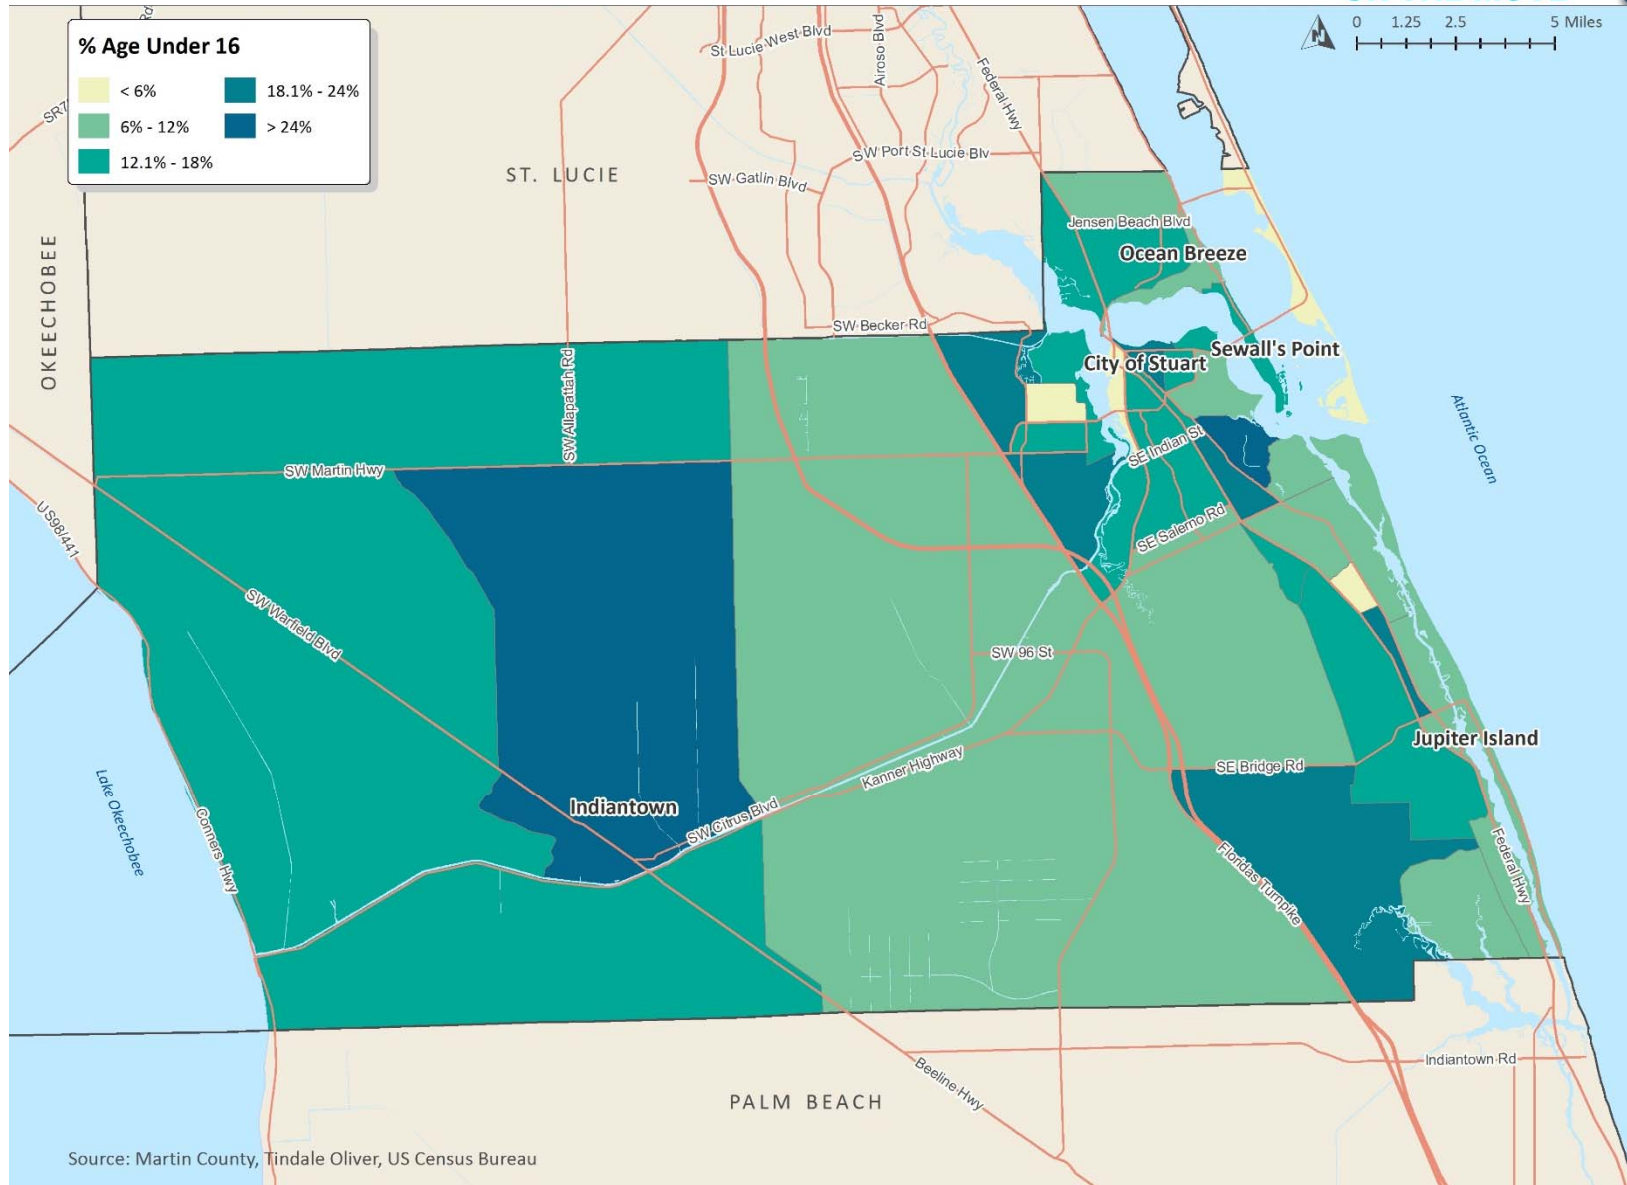 % Age Under 16
< 6%
6% - 12%
12.1% - 18%
18.1% - 24%
> 24%
0 1.25 2.5 5 Miles
N
St Lucie West Blvd
Airoso Blvd
Federal Hwy
SW Port St Lucie Blv
SW Gatlin Blvd
ST. LUCIE
OKEECHOBEE
Jensen Beach Blvd
Ocean Breeze
SW Becker Rd
Sewall's Point
City of Stuart
SW Allapattah Rd
Atlantic Ocean
SE Indian St
SW Martin Hwy
US98/441
SE Salerno Rd
SW Warfield Blvd
SW 96 St
Jupiter Island
Kanner Highway
SE Bridge Rd
Indiantown
SW Citrus Blvd
Lake Okeechobee
Conners Hwy
Floridas Turnpike
Federal Hwy
Indiantown Rd
Beeline Hwy
PALM BEACH
Source: Martin County, Tindale Oliver, US Census Bureau